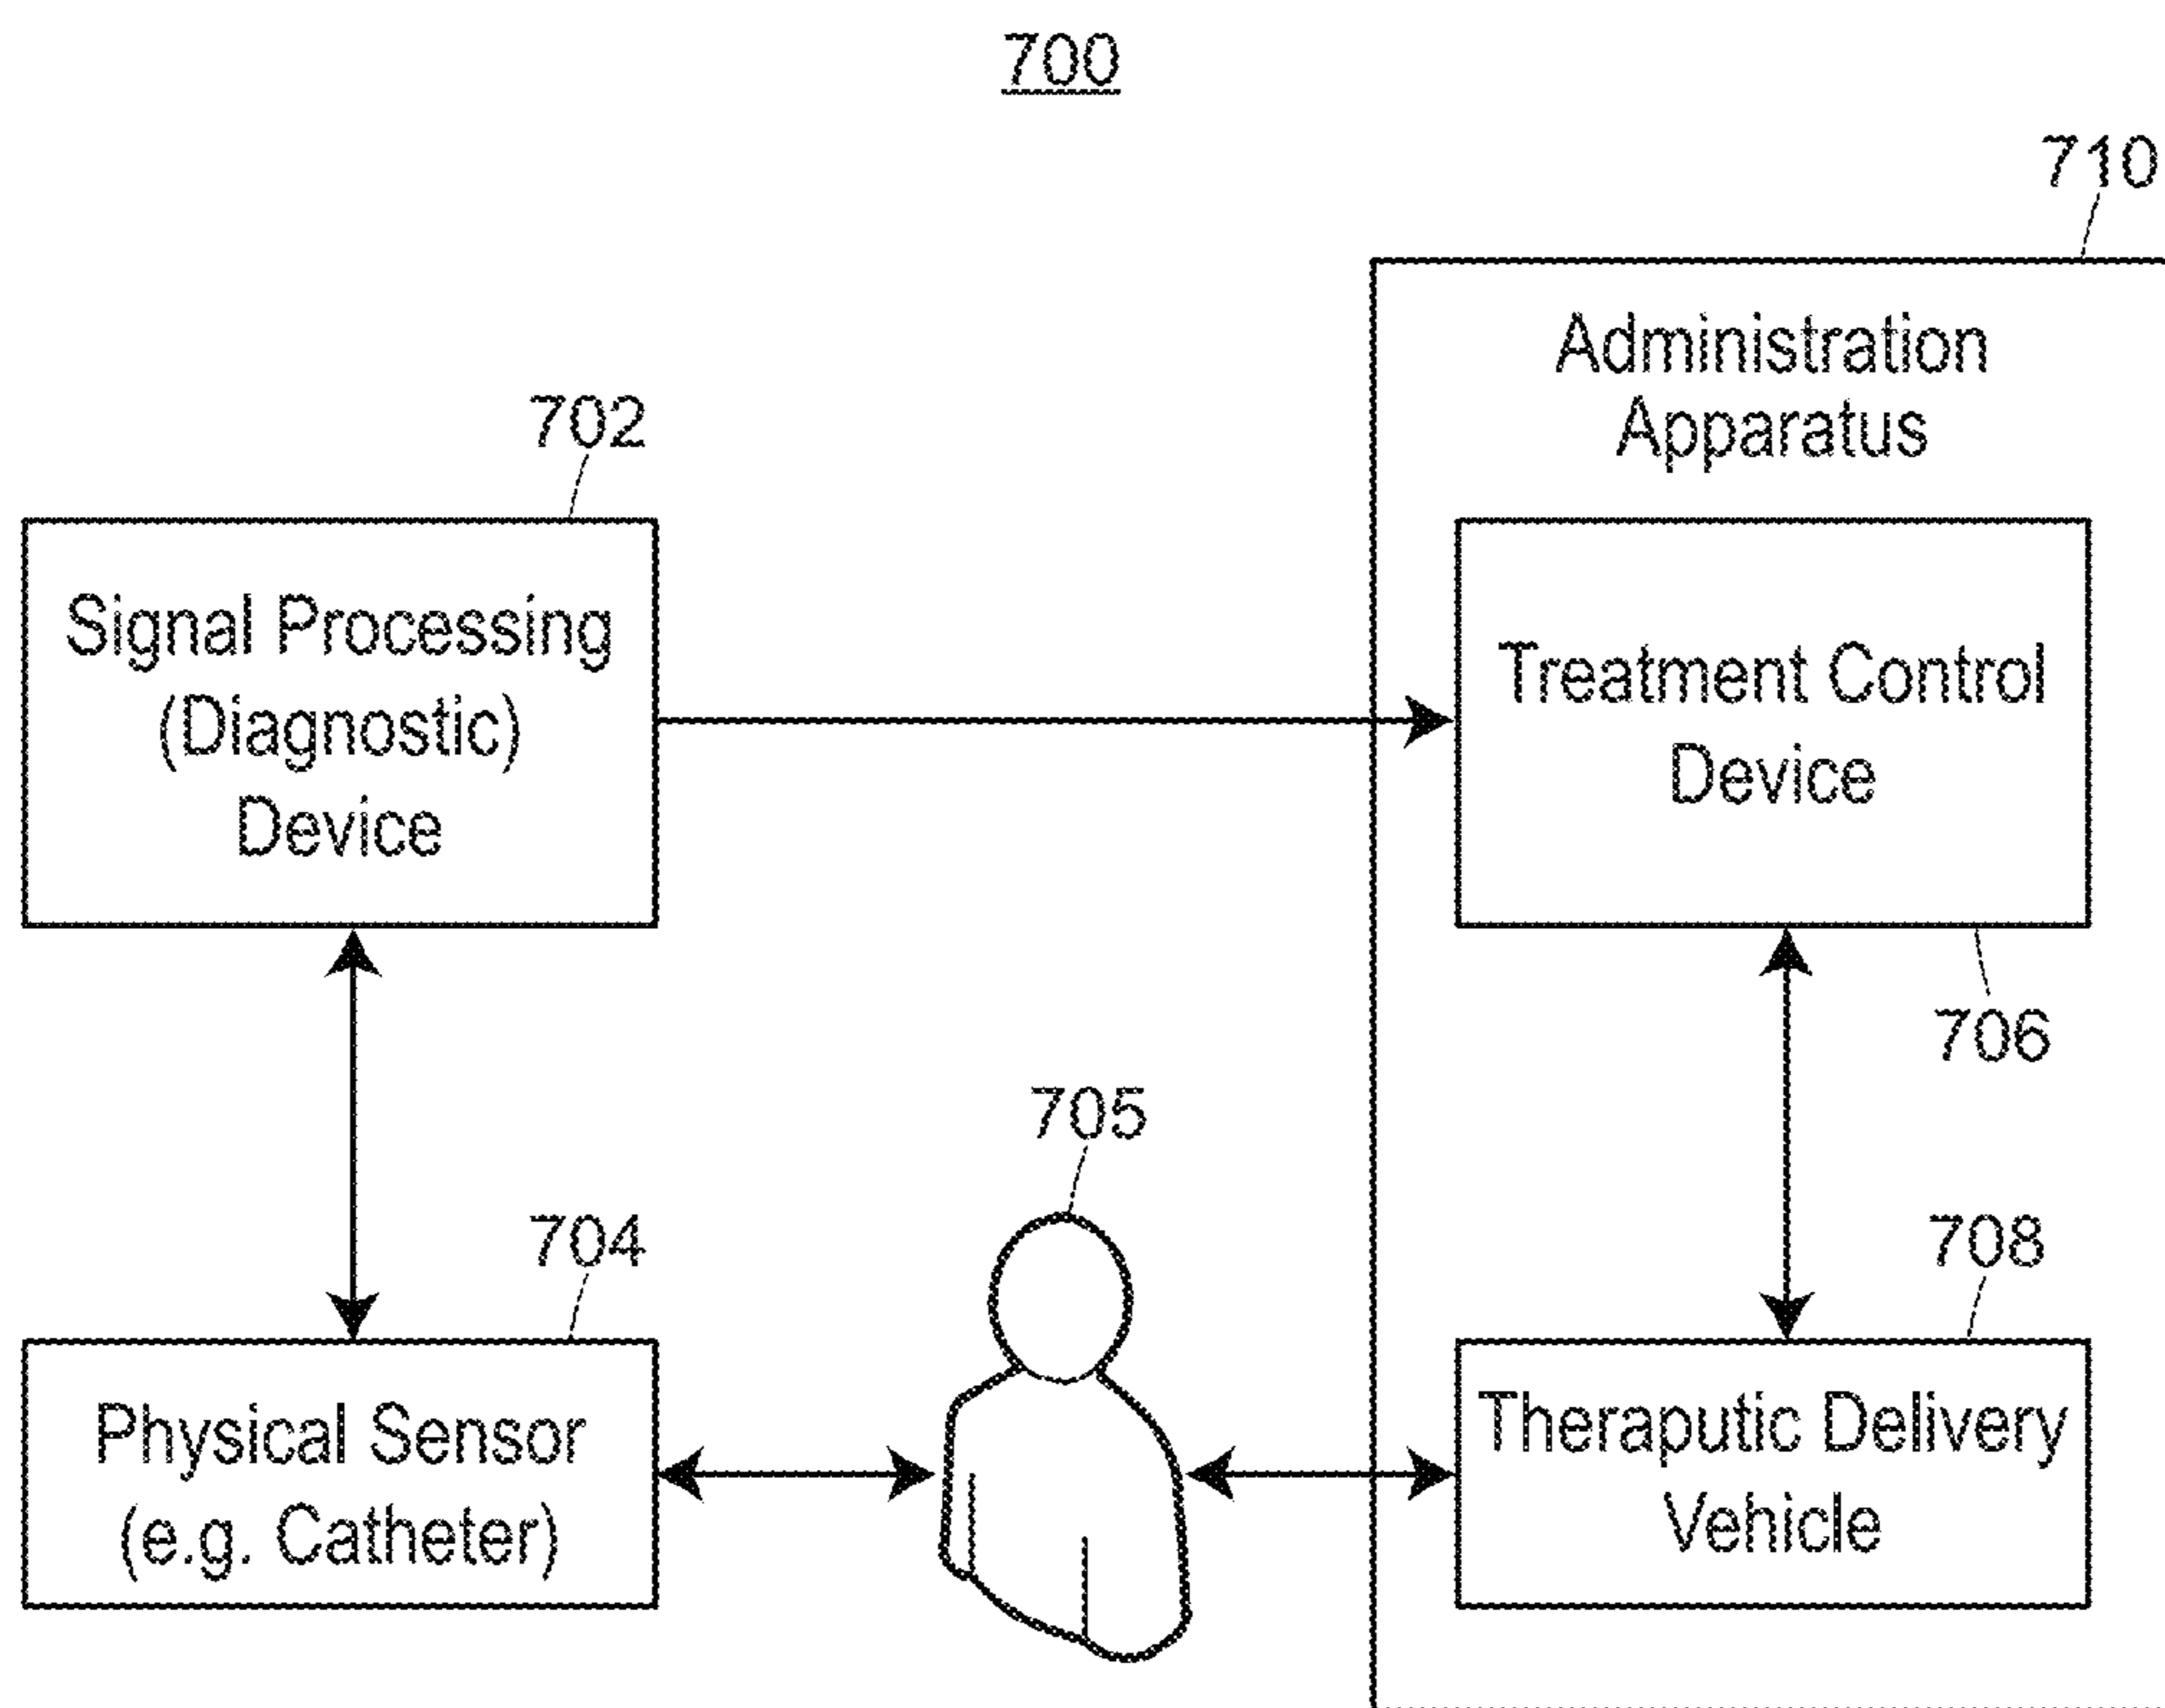 700
710
Administration
Apparatus
702
Signal Processing
(Diagnostic)
Device
Treatment Control
Device
706
705
704
708
Physical Sensor
(e.g. Catheter)
Theraputic Delivery
Vehicle